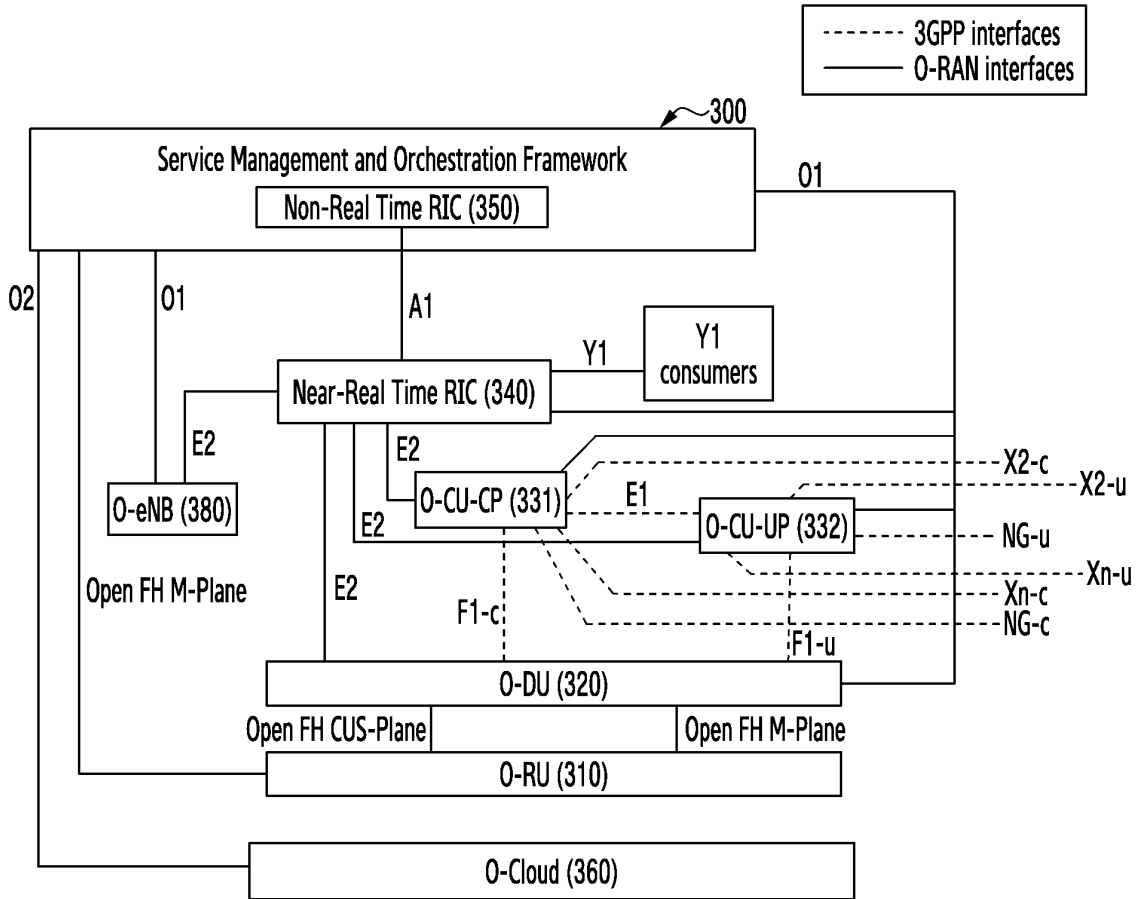 3GPP interfaces
O-RAN interfaces
300
Service Management and Orchestration Framework
Non-Real Time RIC (350)
O1
O2
O1
A1
Y1
Y1
consumers
Near-Real Time RIC (340)
E2
E2
O-CU-CP (331)
X2-c
X2-u
E1
O-eNB (380)
O-CU-UP (332)
E2
NG-u
Xn-u
Open FH M-Plane
E2
Xn-c
F1-c
NG-c
F1-u
O-DU (320)
Open FH CUS-Plane
Open FH M-Plane
O-RU (310)
O-Cloud (360)